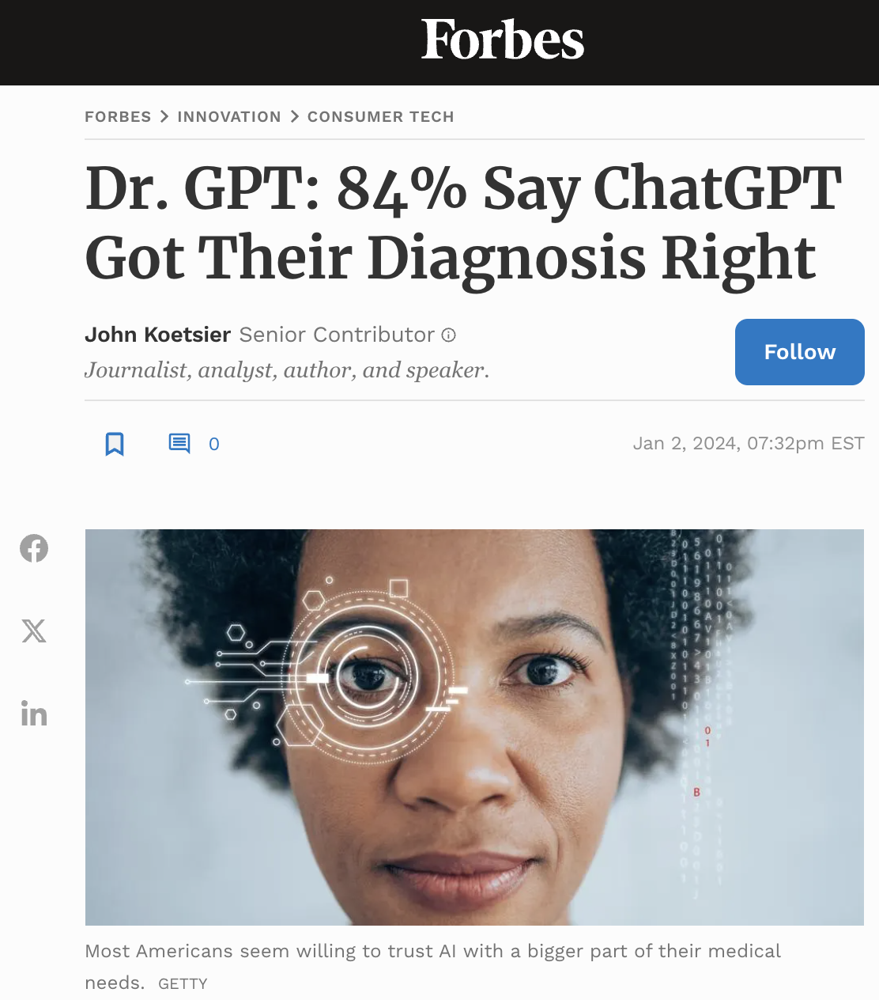 Forbes
FORBES > INNOVATION > CONSUMER TECH
Dr. GPT: 84% Say ChatGPT
Got Their Diagnosis Right
John Koetsier Senior Contributor
Journalist, analyst, author, and speaker.
Follow
0
Jan 2, 2024, 07:32pm EST
Most Americans seem willing to trust AI with a bigger part of their medical
needs. GETTY